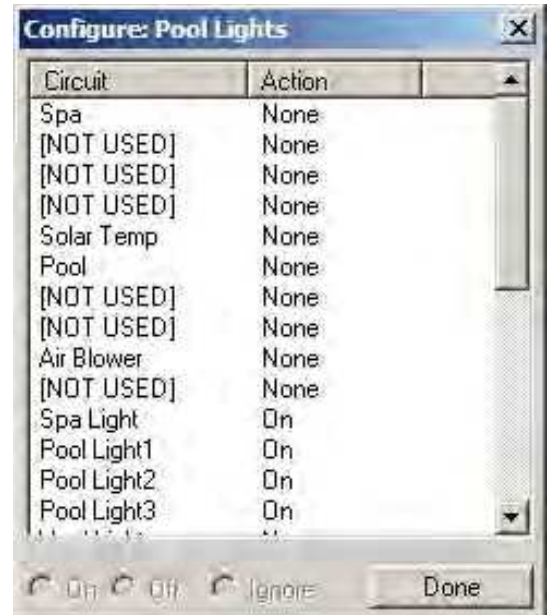 Configure: Pool Lights
Circuit Action
Spa None
[NOT USED] None
[NOT USED] None
[NOT USED] None
Solar Temp None
Pool None
[NOT USED] None
[NOT USED] None
Air Blower None
[NOT USED] None
Spa Light On
Pool Light1 On
Pool Light2 On
Pool Light3 On
On Off Ignore Done